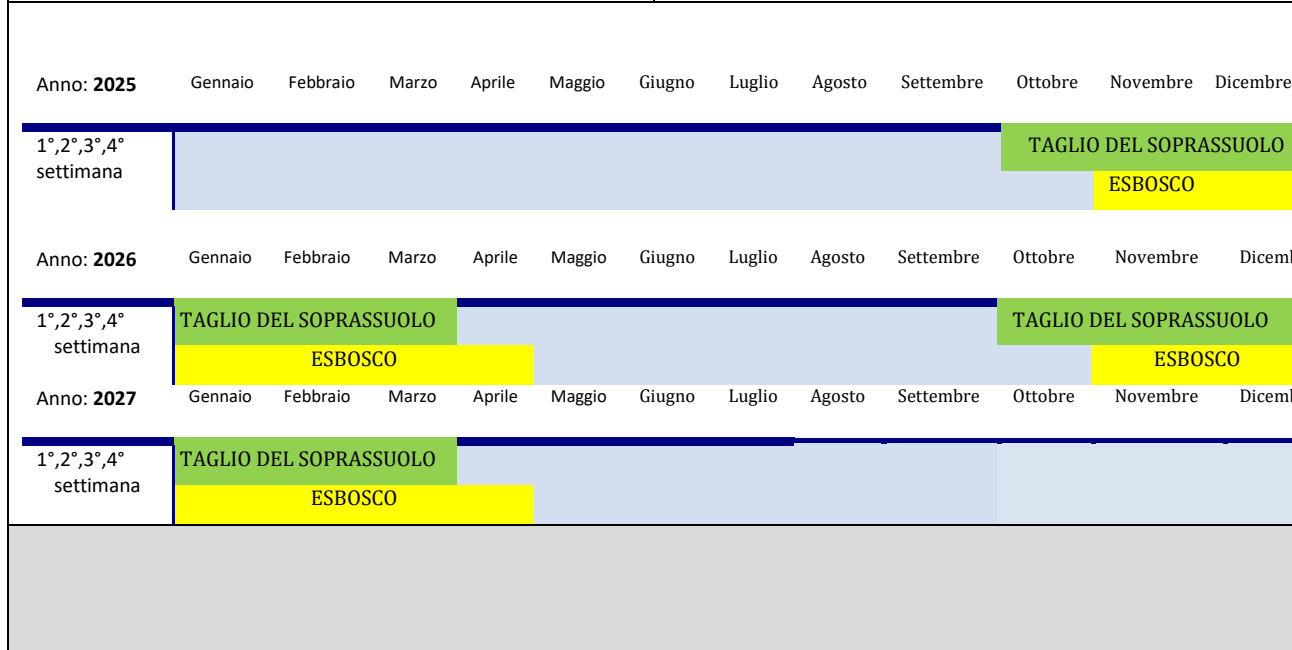 Anno: 2025 Gennaio Febbraio Marzo Aprile Maggio Giugno Luglio Agosto Settembre Ottobre Novembre Dicembre
1°,2°,3°,4° TAGLIO DEL SOPRASSUOLO
settimana ESBOSCO
Anno: 2026 Gennaio Febbraio Marzo Aprile Maggio Giugno Luglio Agosto Settembre Ottobre Novembre
1°,2°,3°,4° TAGLIO DEL SOPRASSUOLO TAGLIO DEL SOPRASSUOLO
settimana ESBOSCO ESBOSCO
Anno: 2027 Gennaio Febbraio Marzo Aprile Maggio Giugno Luglio Agosto Settembre Ottobre Novembre
1°,2°,3°,4° TAGLIO DEL SOPRASSUOLO
settimana ESBOSCO